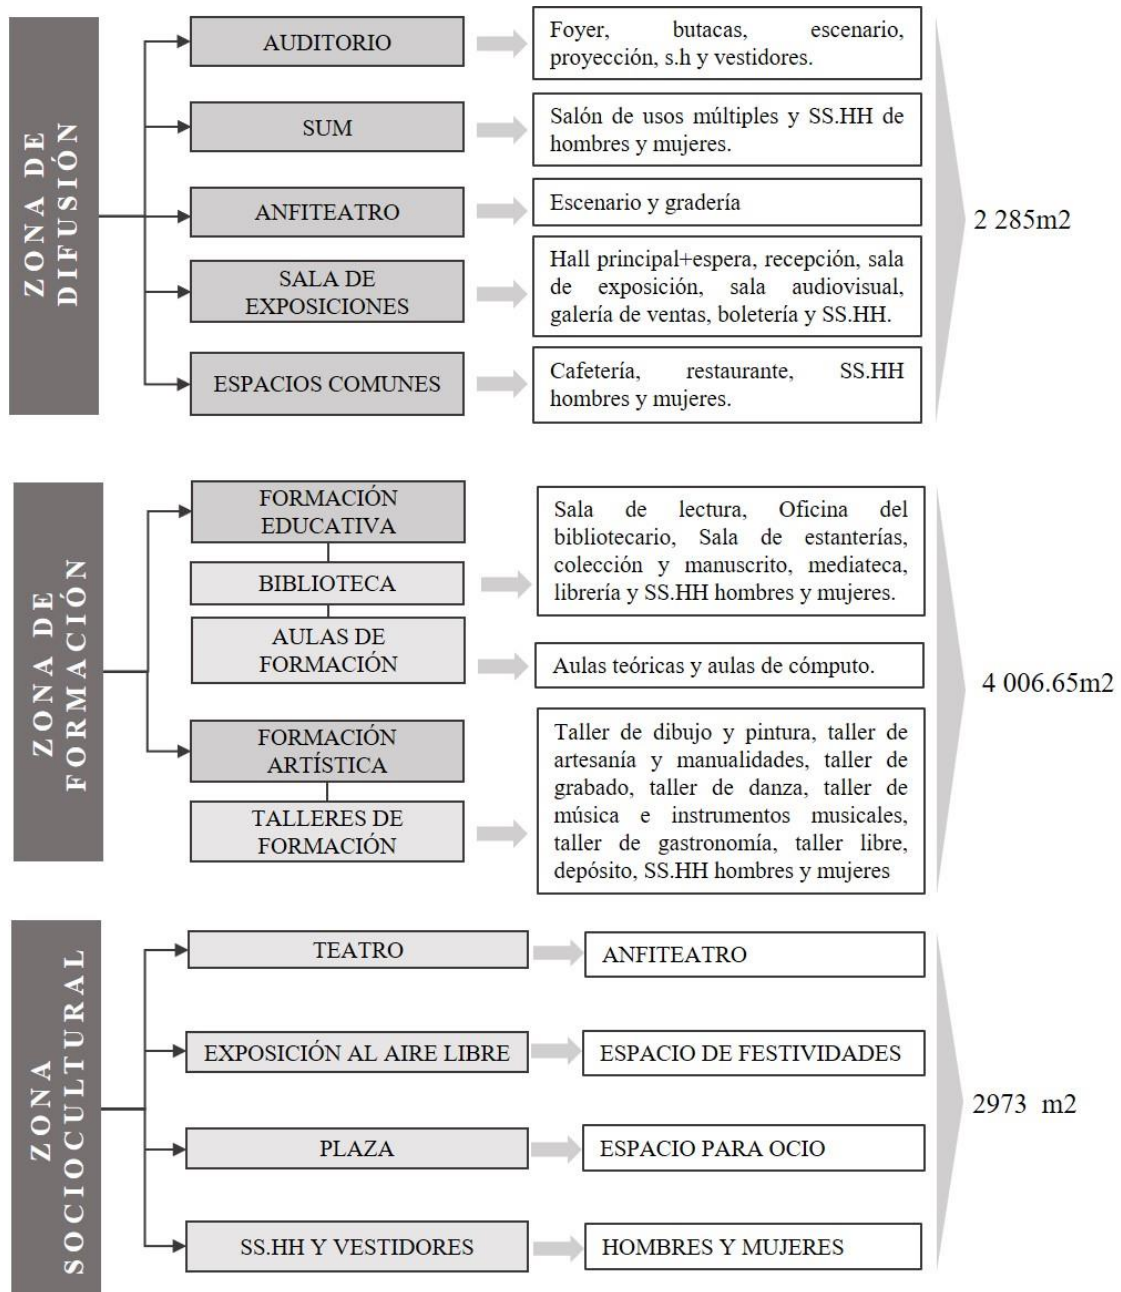 ZONA DE
DIFUSIÓN
AUDITORIO
Foyer, butacas, escenario,
proyección, s.h y vestidores.
SUM
Salón de usos múltiples y SS.HH de
hombres y mujeres.
ANFITEATRO
Escenario y gradería
SALA DE
EXPOSICIONES
Hall principal+espera, recepción, sala
de exposición, sala audiovisual,
galería de ventas, boletería y SS.HH.
ESPACIOS COMUNES
Cafetería, restaurante, SS.HH
hombres y mujeres.
2 285m2
ZONA DE
FORMACIÓN
FORMACIÓN
EDUCATIVA
BIBLIOTECA
Sala de lectura, Oficina del
bibliotecario, Sala de estanterías,
colección y manuscrito, mediateca,
librería y SS.HH hombres y mujeres.
AULAS DE
FORMACIÓN
Aulas teóricas y aulas de cómputo.
FORMACIÓN
ARTÍSTICA
TALLERES DE
FORMACIÓN
Taller de dibujo y pintura, taller de
artesanía y manualidades, taller de
grabado, taller de danza, taller de
música e instrumentos musicales,
taller de gastronomía, taller libre,
depósito, SS.HH hombres y mujeres
4 006.65m2
ZONA
SOCIOCULTURAL
TEATRO
ANFITEATRO
EXPOSICIÓN AL AIRE LIBRE
ESPACIO DE FESTIVIDADES
PLAZA
ESPACIO PARA OCIO
SS.HH Y VESTIDORES
HOMBRES Y MUJERES
2973 m2